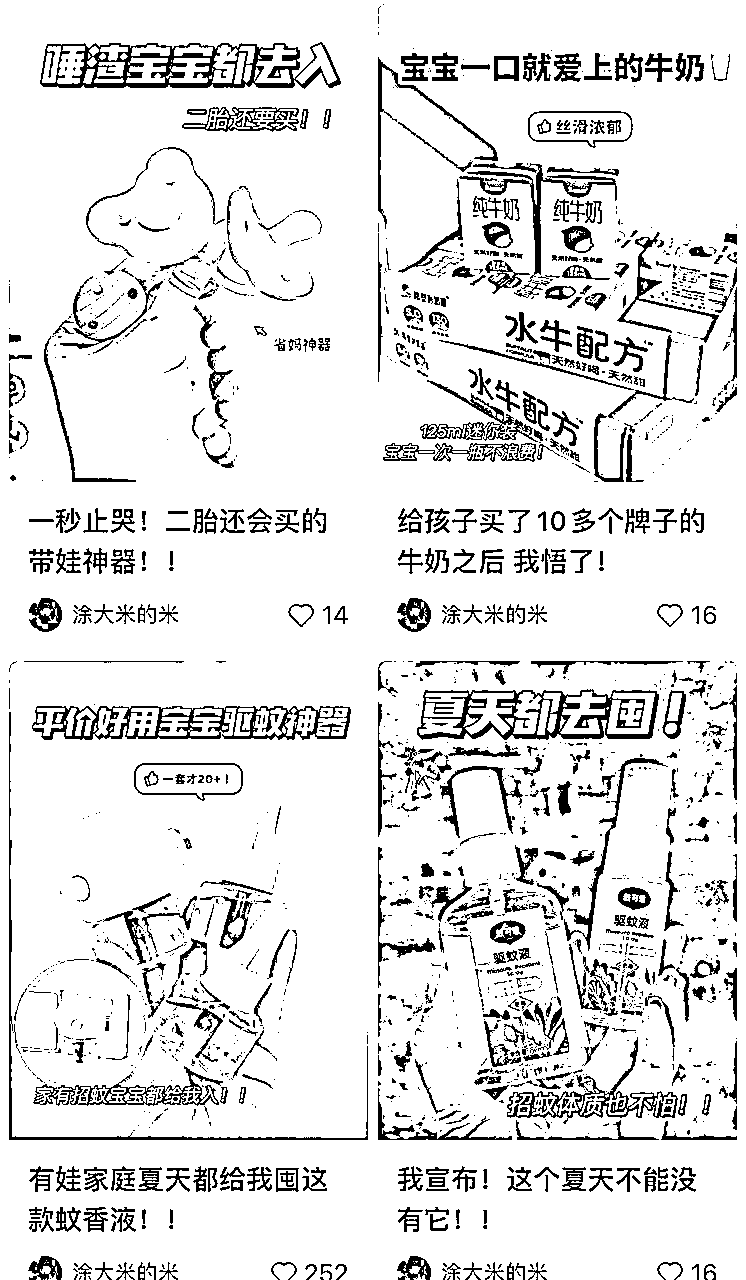 睡渣宝宝都去入
二胎还要买！！
省妈神器
一秒止哭！二胎还会买的
带娃神器！！
涂大米的米
14
宝宝一口就爱上的牛奶
丝滑浓郁
纯牛奶
纯牛奶
天然好喝·天然甜
水牛配方
天然好喝·天然甜
水牛配方
125ml迷你装
宝宝一次一瓶不浪费！
给孩子买了10多个牌子的
牛奶之后 我悟了！
涂大米的米
16
平价好用宝宝驱蚊神器
一套才20+！
家有招蚊宝宝都给我入！！
有娃家庭夏天都给我囤这
款蚊香液！！
涂大米的米
252
夏天都去囤！
驱蚊液
驱蚊液
招蚊体质也不怕！！
我宣布！这个夏天不能没
有它！！
涂大米的米
16